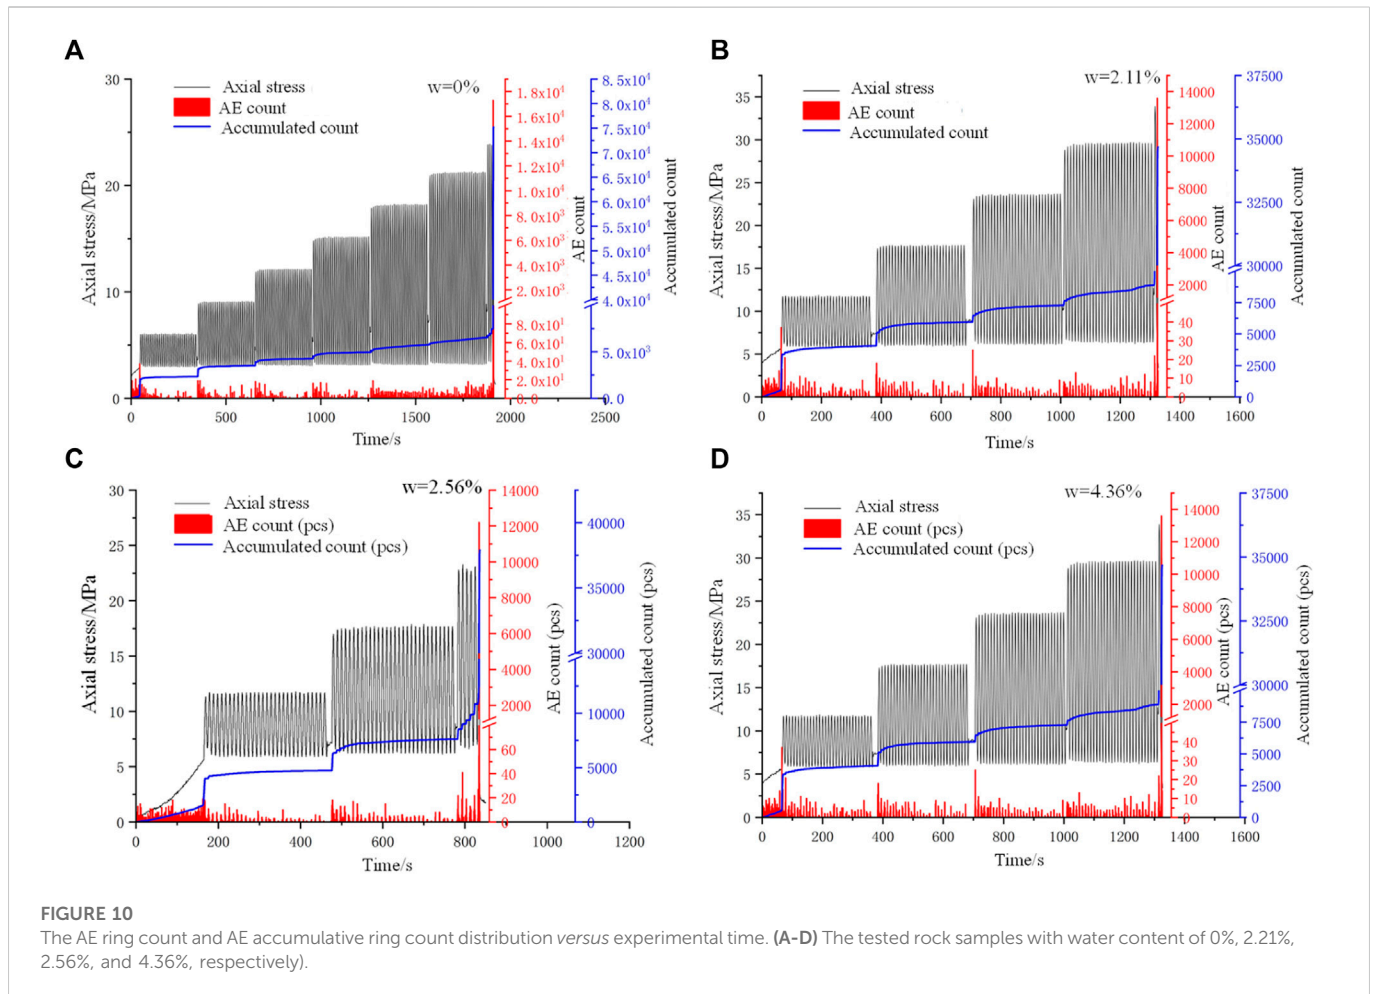 A
w=0%
Axial stress
AE count
Accumulated count
30
20
10
0
Axial stress/MPa
0 500 1000 1500 2000 2500
Time/s
1.8x10⁴
1.6x10⁴
1.4x10⁴
1.2x10⁴
1.0x10⁴
8.0x10³
6.0x10³
4.0x10³
2.0x10³
8.0x10¹
6.0x10¹
4.0x10¹
2.0x10¹
0.0
AE count
8.5x10⁴
8.0x10⁴
7.5x10⁴
7.0x10⁴
6.5x10⁴
6.0x10⁴
5.5x10⁴
5.0x10⁴
4.5x10⁴
4.0x10⁴
5.0x10³
0.0
Accumulated count
B
w=2.11%
Axial stress
AE count
Accumulated count
35
30
25
20
15
10
5
0
Axial stress/MPa
0 200 400 600 800 1000 1200 1400 1600
Time/s
14000
12000
10000
8000
6000
4000
2000
40
30
20
10
0
AE count
37500
35000
32500
30000
7500
5000
2500
0
Accumulated count
C
w=2.56%
Axial stress
AE count (pcs)
Accumulated count (pcs)
30
25
20
15
10
5
0
Axial stress/MPa
0 200 400 600 800 1000 1200
Time/s
14000
12000
10000
8000
6000
4000
2000
60
40
20
0
AE count (pcs)
40000
35000
30000
10000
5000
0
Accumulated count (pcs)
D
w=4.36%
Axial stress
AE count (pcs)
Accumulated count (pcs)
35
30
25
20
15
10
5
0
Axial stress/MPa
0 200 400 600 800 1000 1200 1400 1600
Time/s
14000
12000
10000
8000
6000
4000
2000
40
30
20
10
0
AE count (pcs)
37500
35000
32500
30000
7500
5000
2500
0
Accumulated count (pcs)
FIGURE 10
The AE ring count and AE accumulative ring count distribution versus experimental time. (A-D) The tested rock samples with water content of 0%, 2.21%,
2.56%, and 4.36%, respectively).